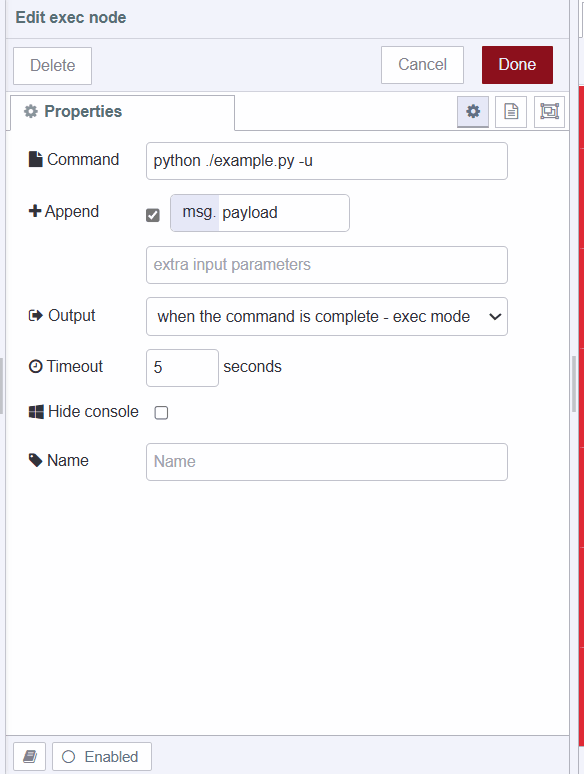 Edit exec node
Delete
Cancel
Done
Properties
Command
python ./example.py -u
Append
msg. payload
extra input parameters
Output
when the command is complete - exec mode
Timeout
5
seconds
Hide console
Name
Name
Enabled